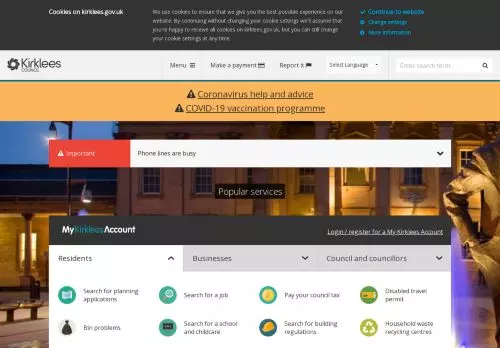 Cookies on kirklees.gov.uk
We use cookies to ensure that we give you the best possible experience on our
website. By continuing without changing your cookie settings we'll assume that
you're happy to receive all cookies on kirklees.gov.uk, but you can still change
your cookie settings at any time.
Continue to website
Change settings
More information
Kirklees
COUNCIL
Menu
Make a payment
Report it
Select Language
Enter search term...
Coronavirus help and advice
COVID-19 vaccination programme
Important
Phone lines are busy
Popular services
MyKirkleesAccount
Login / register for a My Kirklees Account
Residents
Businesses
Council and councillors
Search for planning
applications
Search for a job
Pay your council tax
Disabled travel
permit
Bin problems
Search for a school
and childcare
Search for building
regulations
Household waste
recycling centres